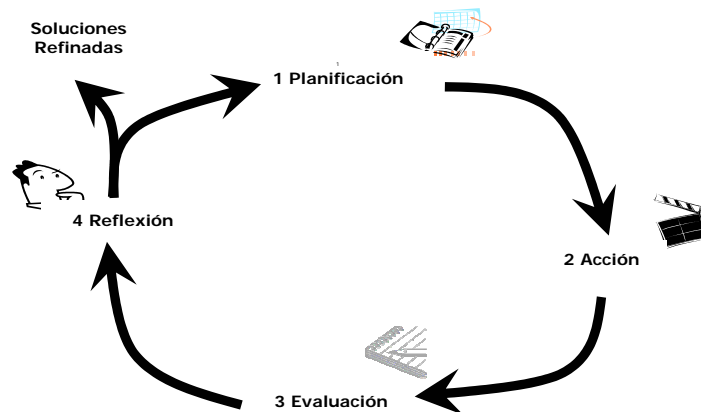 Soluciones
Refinadas
1 Planificación
2 Acción
3 Evaluación
4 Reflexión